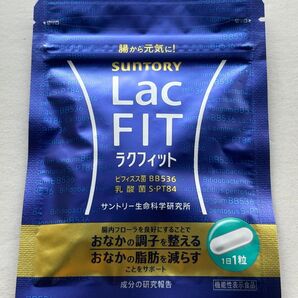 腸から元気に!
SUNTORY
Lac
FIT
ラクフィット
ビフィズス菌 BB536
乳酸菌 S-PT84
サントリー生命科学研究所
腸内フローラを良好にすることで
おなかの調子を整える
おなかの脂肪を減らす
ことをサポート
1日1粒
成分の研究報告
機能性表示食品